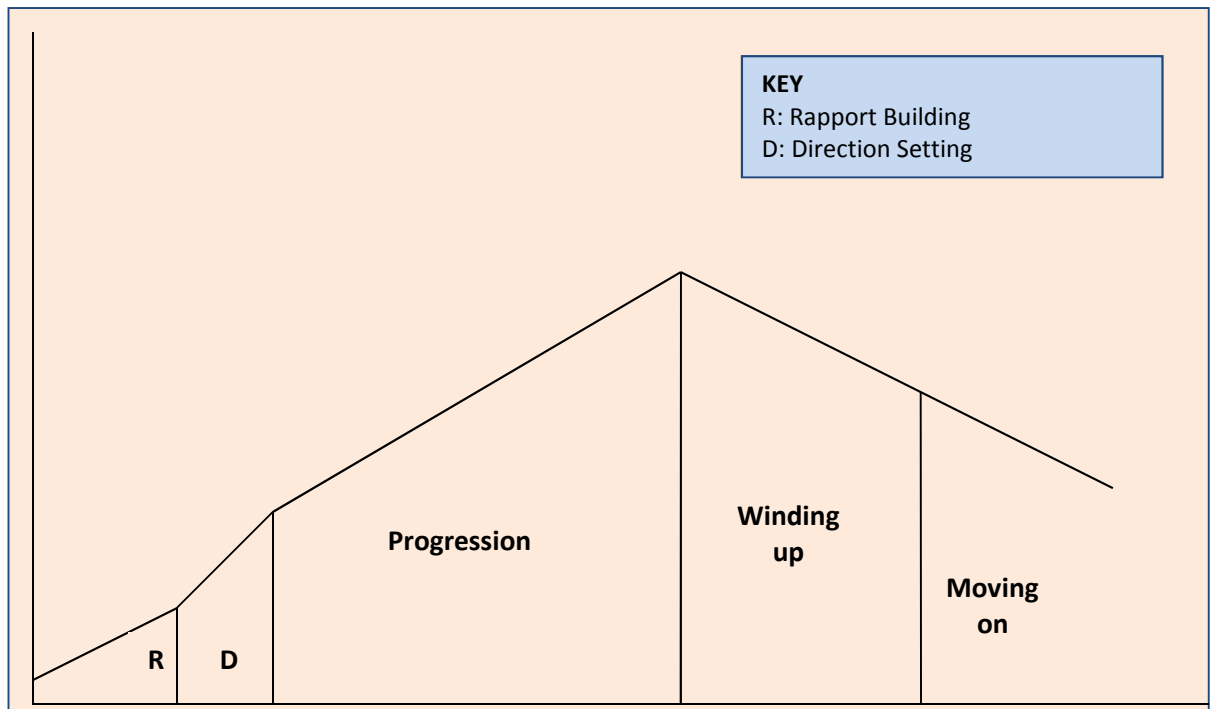 KEY
R: Rapport Building
D: Direction Setting
Progression
Winding
up
Moving
on
R
D